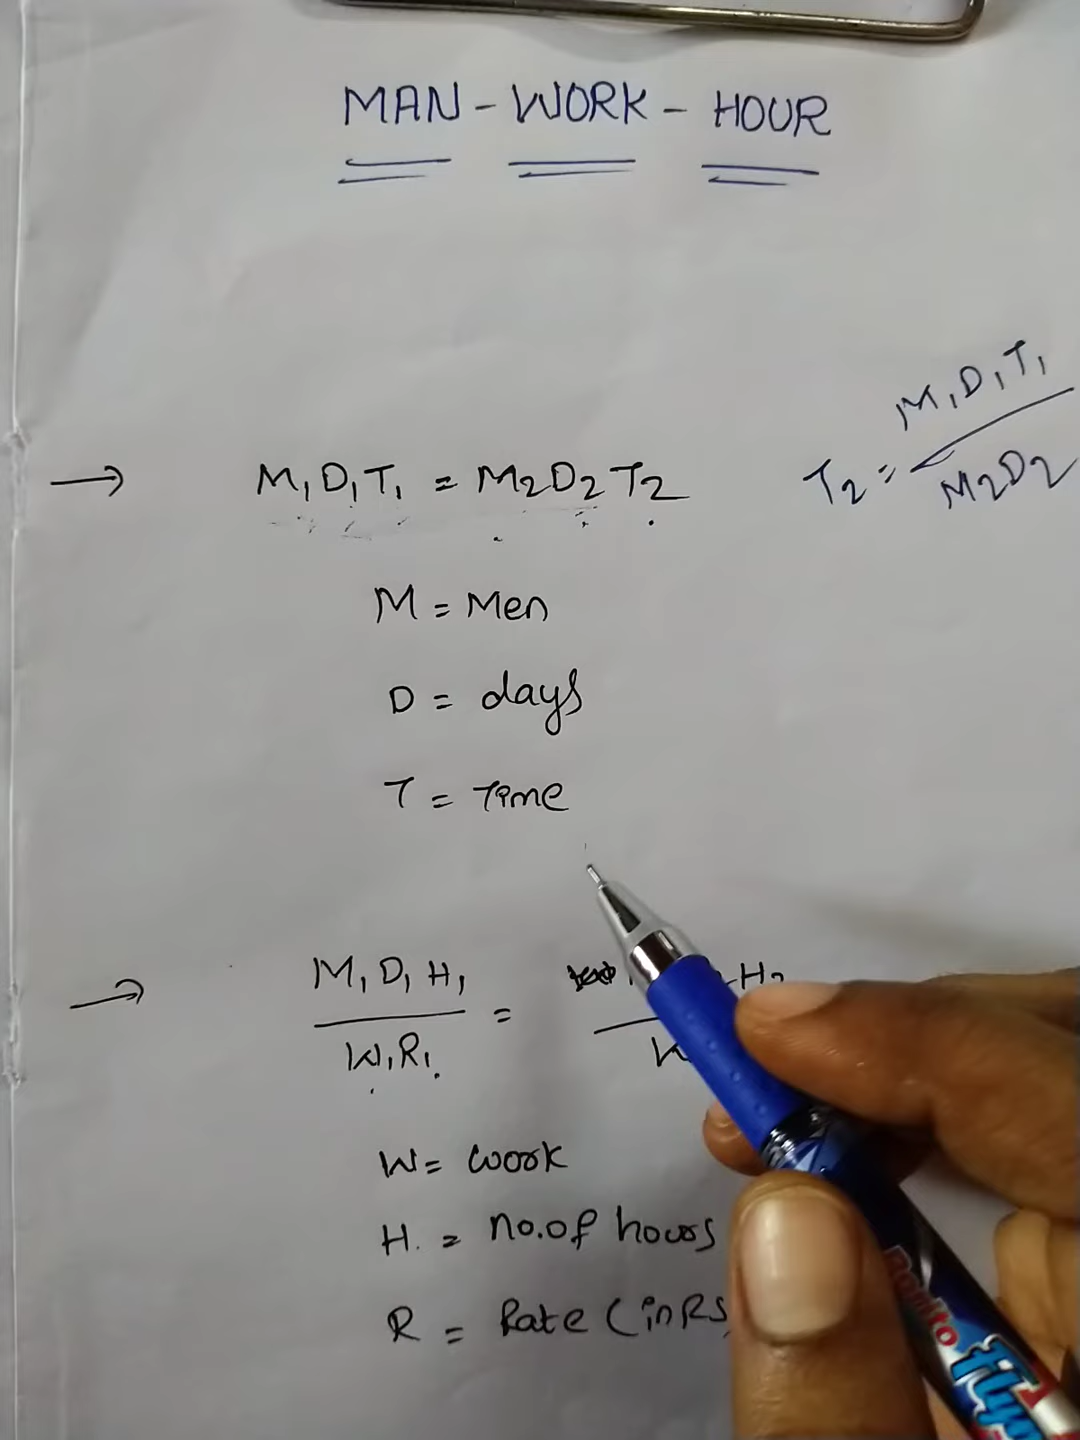 MAN - WORK - HOUR
→ M₁D₁T₁ = M₂D₂T₂
T₂ = M₁D₁T₁ / M₂D₂
M = Men
D = days
T = Time
→ M₁D₁H₁ / W₁R₁ = H₂
W = Work
H. = no.of hours
R = Rate (in Rs